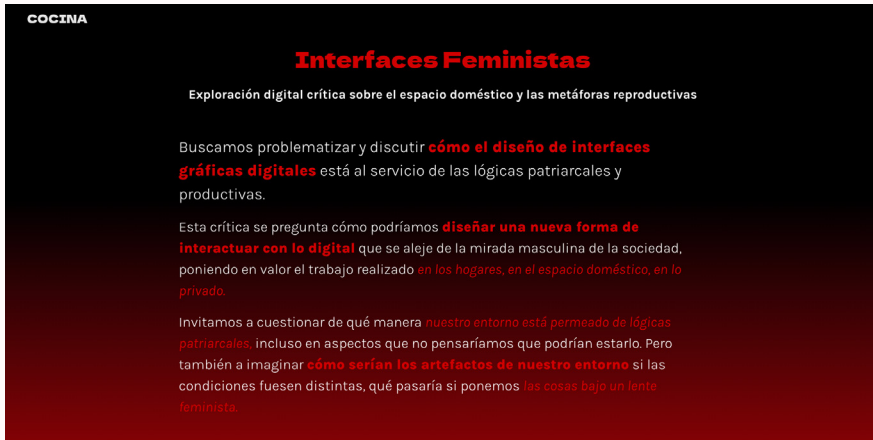 COCINA
Interfaces Feministas
Exploración digital crítica sobre el espacio doméstico y las metáforas reproductivas
Buscamos problematizar y discutir cómo el diseño de interfaces
gráficas digitales está al servicio de las lógicas patriarcales y
productivas.
Esta crítica se pregunta cómo podríamos diseñar una nueva forma de
interactuar con lo digital que se aleje de la mirada masculina de la sociedad,
poniendo en valor el trabajo realizado en los hogares, en el espacio doméstico, en lo
privado.
Invitamos a cuestionar de qué manera nuestro entorno está permeado de lógicas
patriarcales, incluso en aspectos que no pensaríamos que podrían estarlo. Pero
también a imaginar cómo serían los artefactos de nuestro entorno si las
condiciones fuesen distintas, qué pasaría si ponemos las cosas bajo un lente
feminista.